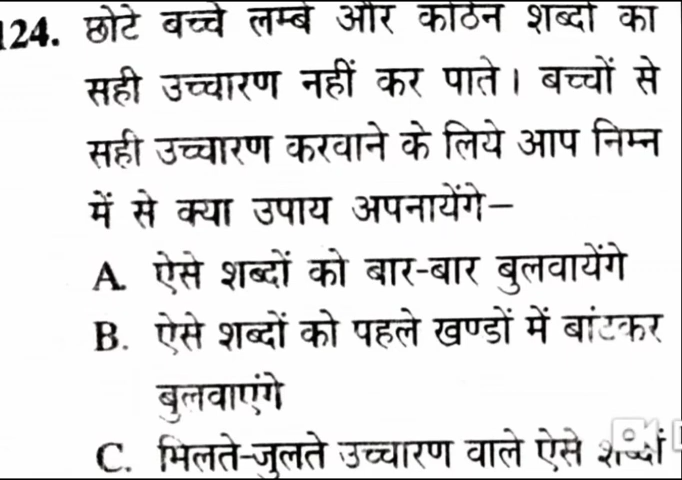 124. छोटे बच्चे लम्बे और कठिन शब्दों का
सही उच्चारण नहीं कर पाते। बच्चों से
सही उच्चारण करवाने के लिये आप निम्न
में से क्या उपाय अपनायेंगे–
A. ऐसे शब्दों को बार-बार बुलवायेंगे
B. ऐसे शब्दों को पहले खण्डों में बांटकर
बुलवाएंगे
C. मिलते-जुलते उच्चारण वाले ऐसे शब्दों